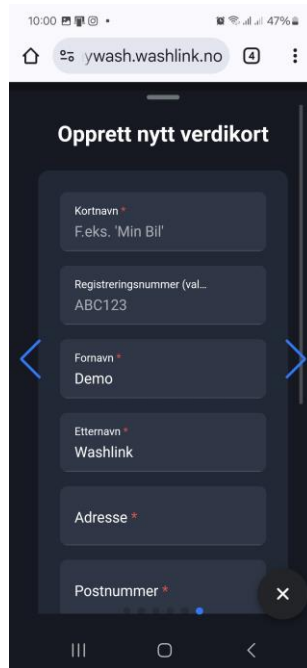 10:00
47%
ywash.washlink.no
4
Opprett nytt verdikort
Kortnavn *
F.eks. 'Min Bil'
Registreringsnummer (val...
ABC123
Fornavn *
Demo
Etternavn *
Washlink
Adresse *
Postnummer *